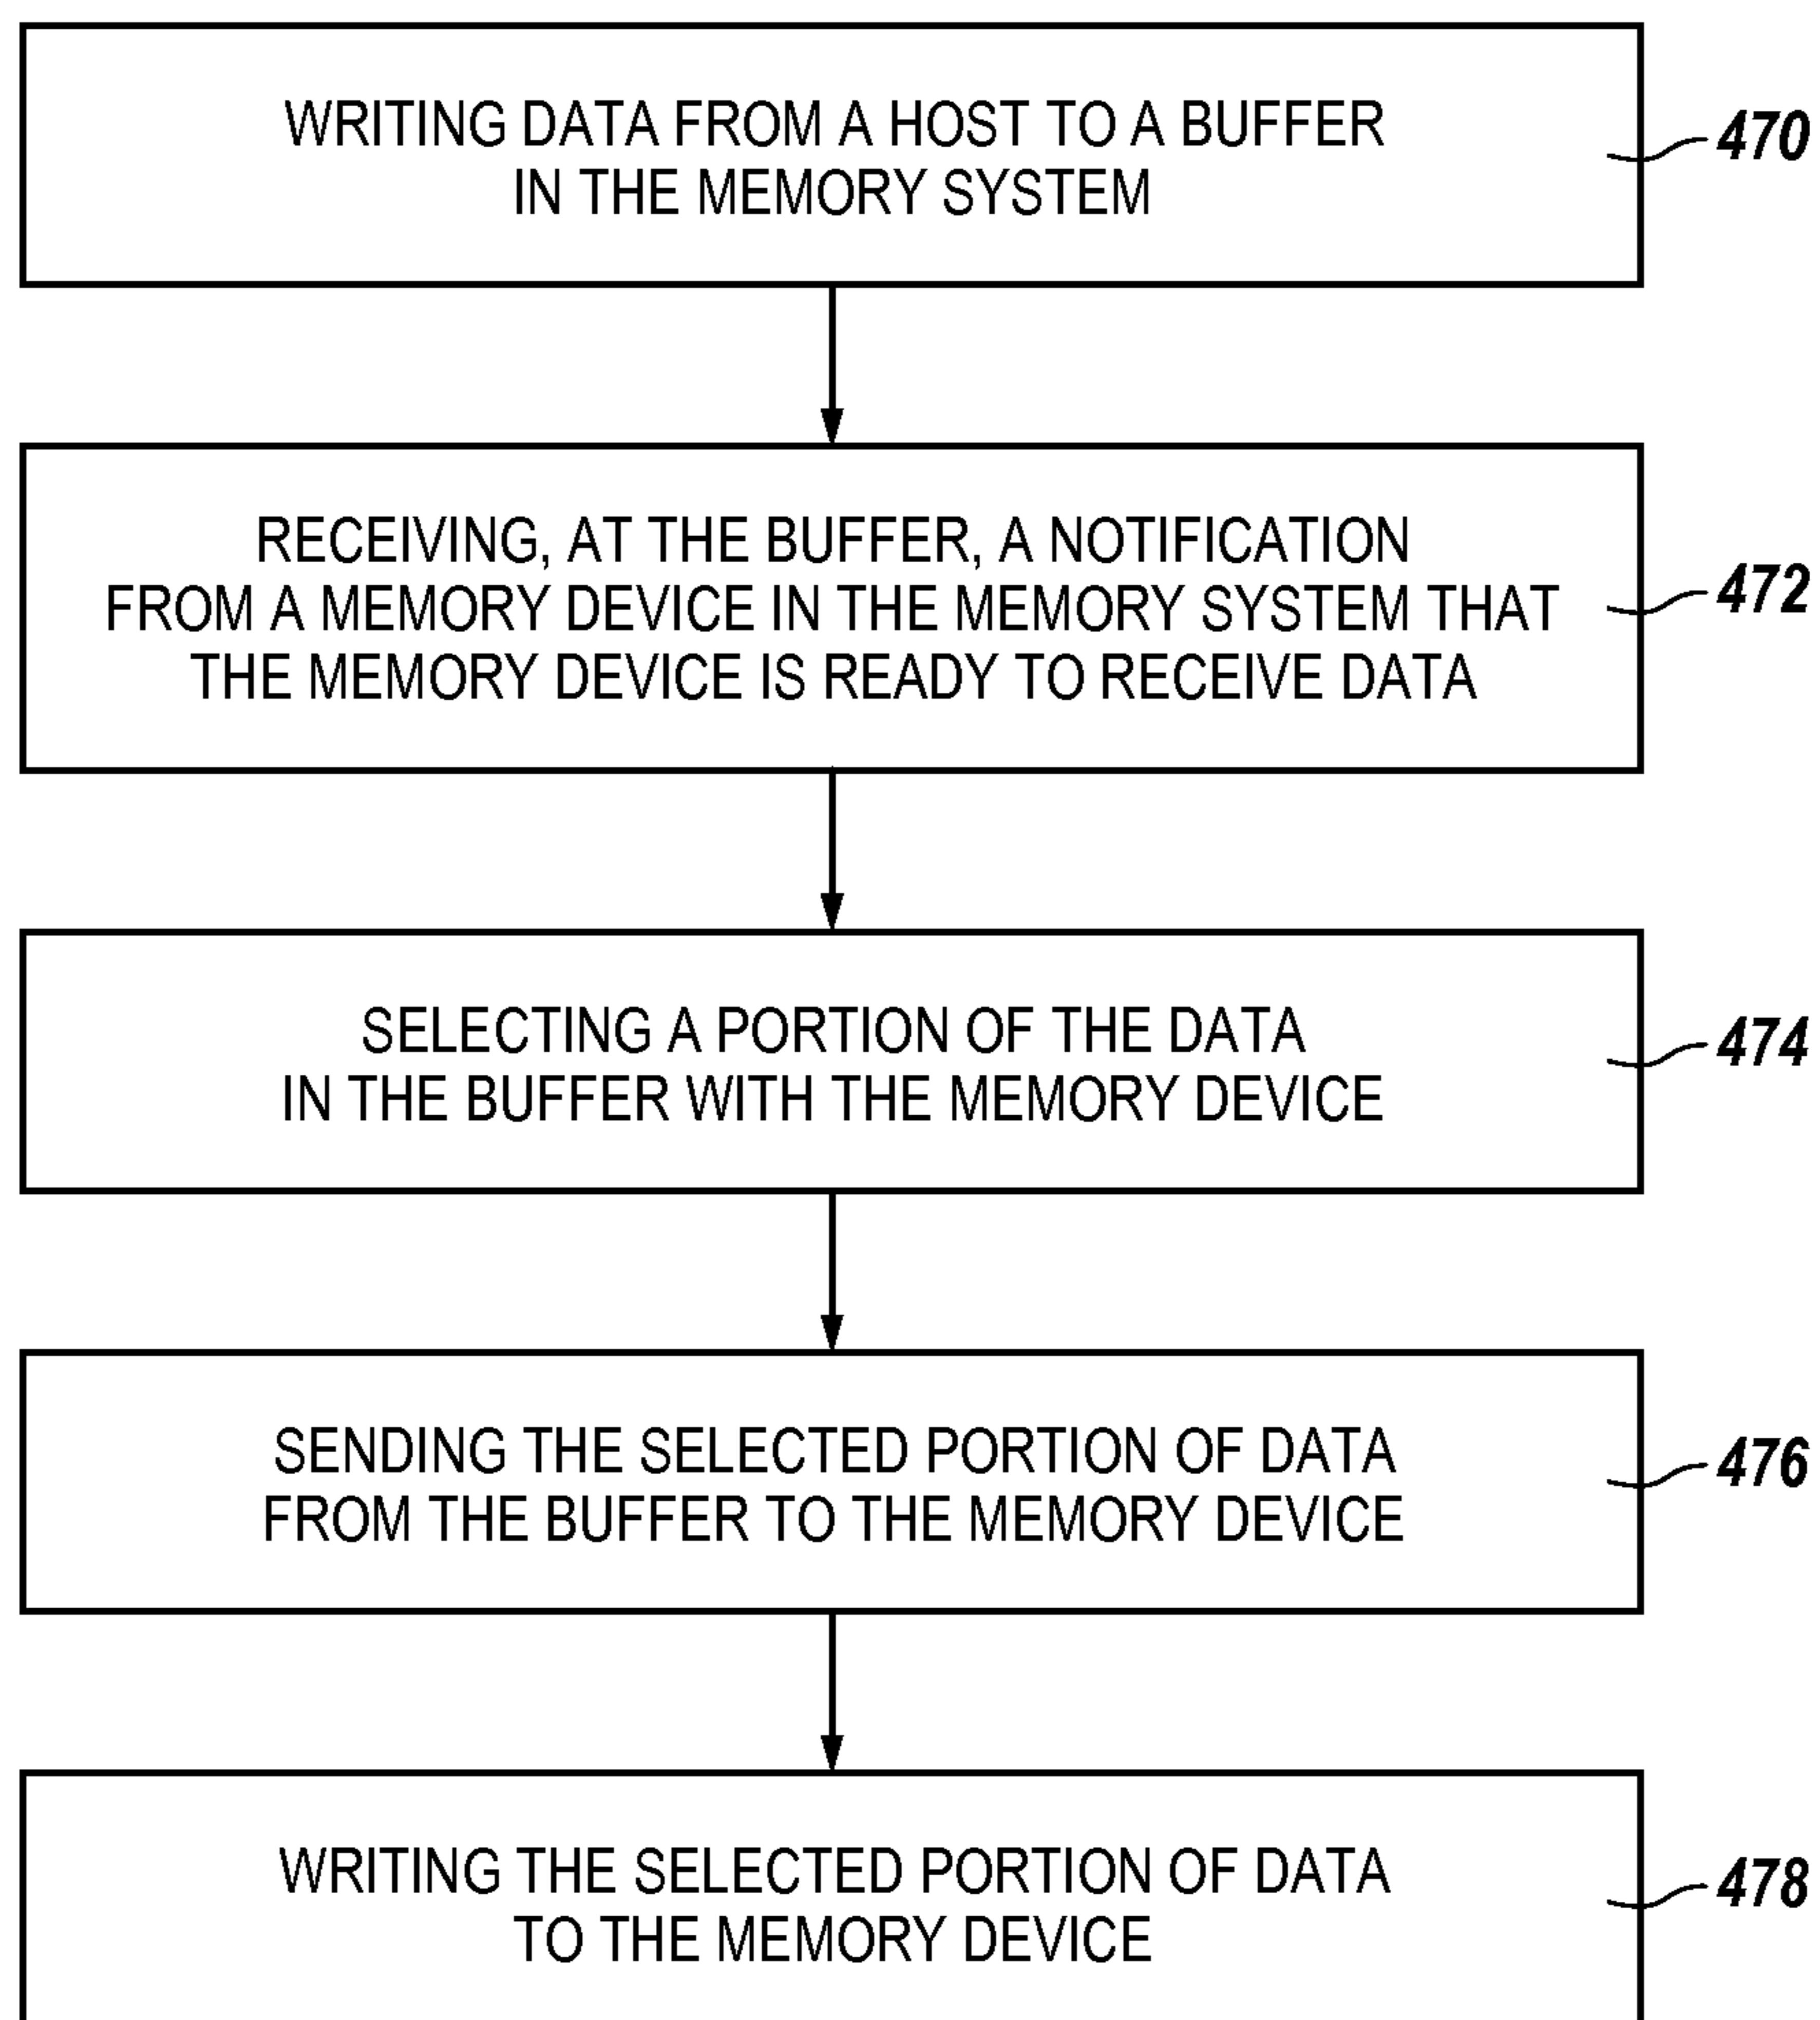 WRITING DATA FROM A HOST TO A BUFFER
IN THE MEMORY SYSTEM
470
RECEIVING, AT THE BUFFER, A NOTIFICATION
FROM A MEMORY DEVICE IN THE MEMORY SYSTEM THAT
THE MEMORY DEVICE IS READY TO RECEIVE DATA
472
SELECTING A PORTION OF THE DATA
IN THE BUFFER WITH THE MEMORY DEVICE
474
SENDING THE SELECTED PORTION OF DATA
FROM THE BUFFER TO THE MEMORY DEVICE
476
WRITING THE SELECTED PORTION OF DATA
TO THE MEMORY DEVICE
478